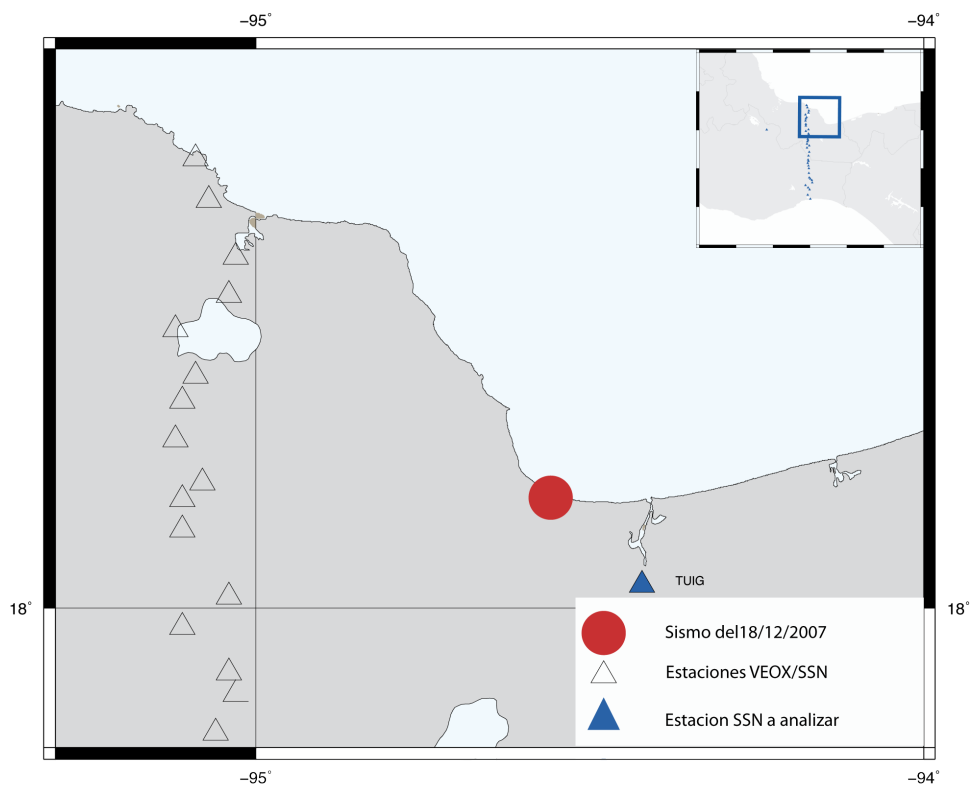 −95°
−94°
TUIG
18°
18°
Sismo del18/12/2007
Estaciones VEOX/SSN
Estacion SSN a analizar
−95°
−94°